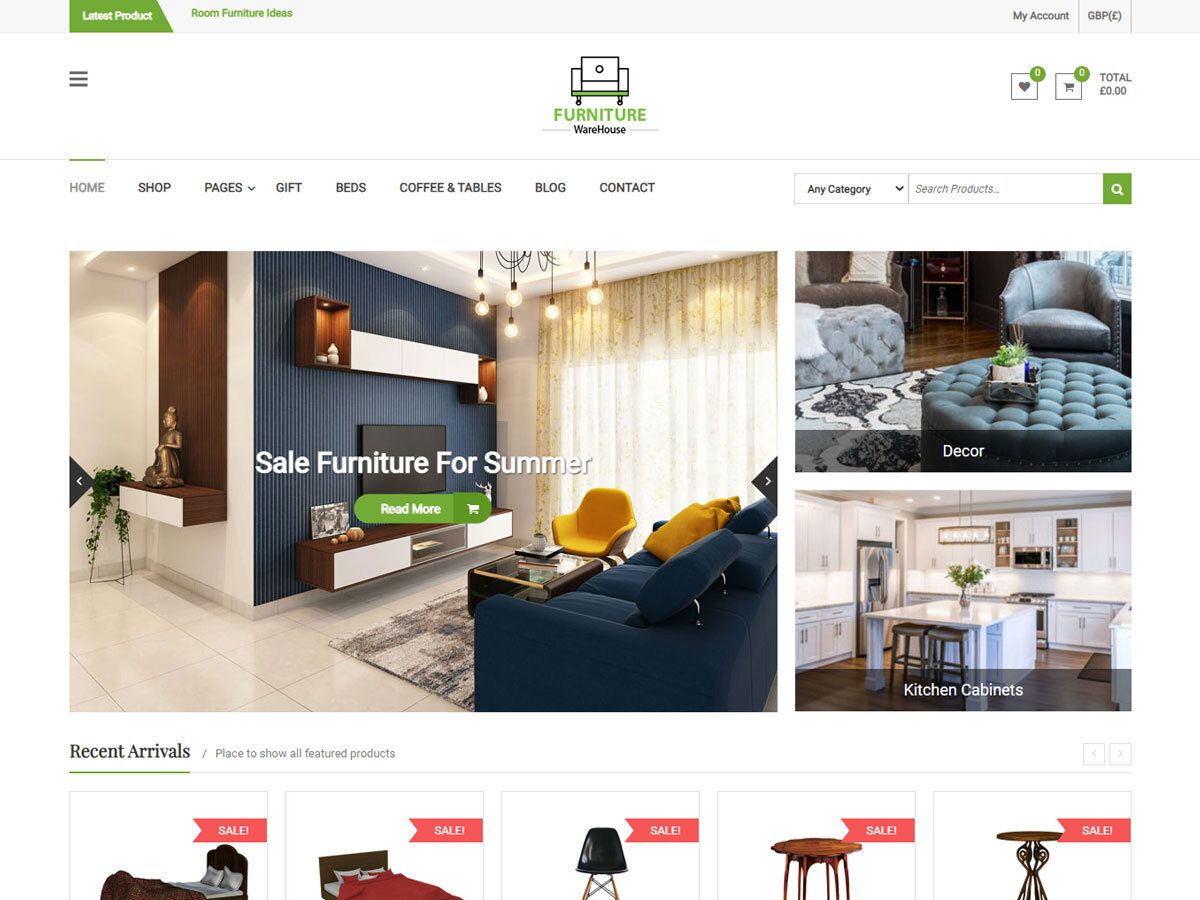 Latest Product
Room Furniture Ideas
My Account
GBP(£)
FURNITURE
WareHouse
0
0
TOTAL
£0.00
HOME
SHOP
PAGES
GIFT
BEDS
COFFEE & TABLES
BLOG
CONTACT
Any Category
Search Products...
Sale Furniture For Summer
Read More
Decor
Kitchen Cabinets
Recent Arrivals
/ Place to show all featured products
SALE!
SALE!
SALE!
SALE!
SALE!